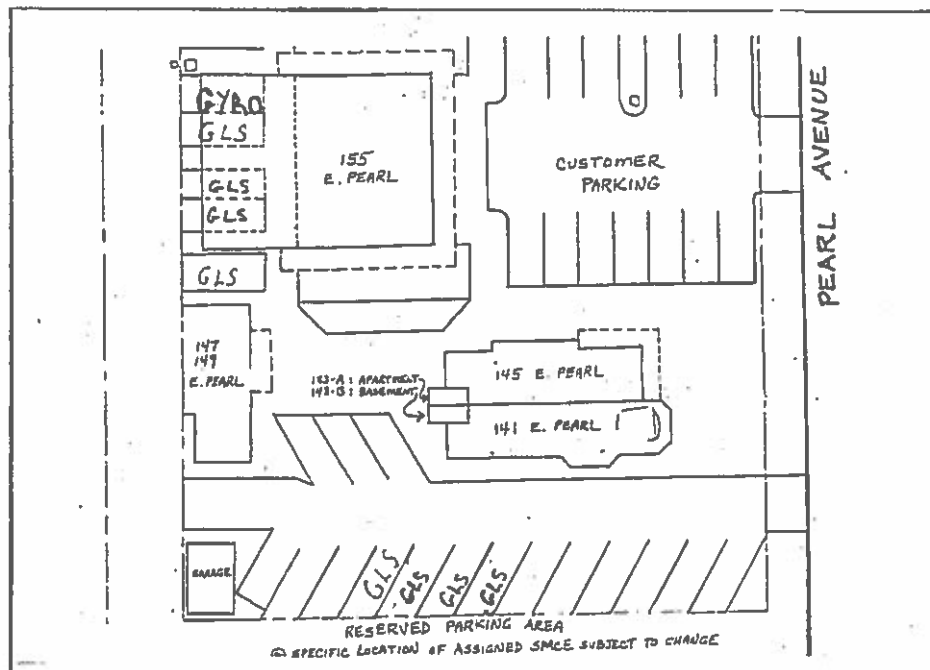 GYRO
GLS
GLS
GLS
GLS
155
E. PEARL
CUSTOMER
PARKING
PEARL AVENUE
147
149
E. PEARL
: APARTMENT
: BASEMENT
145 E. PEARL
141 E. PEARL
GARAGE
GLS
GLS
GLS
GLS
RESERVED PARKING AREA
SPECIFIC LOCATION OF ASSIGNED SPACE SUBJECT TO CHANGE